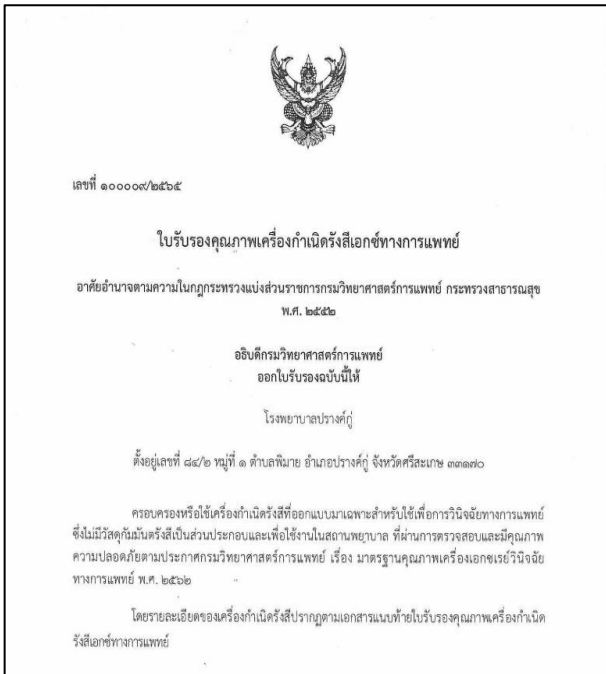 เลขที่ ๑๐๐๐๐๙/๒๕๖๕
ใบรับรองคุณภาพเครื่องกำเนิดรังสีเอกซ์ทางการแพทย์
อาศัยอำนาจตามความในกฎกระทรวงแบ่งส่วนราชการกรมวิทยาศาสตร์การแพทย์ กระทรวงสาธารณสุข
พ.ศ. ๒๕๕๒
อธิบดีกรมวิทยาศาสตร์การแพทย์
ออกใบรับรองฉบับนี้ให้
โรงพยาบาลปรางค์กู่
ตั้งอยู่เลขที่ ๘๔/๒ หมู่ที่ ๑ ตำบลพิมาย อำเภอปรางค์กู่ จังหวัดศรีสะเกษ ๓๓๑๗๐
ครอบครองหรือใช้เครื่องกำเนิดรังสีที่ออกแบบมาเฉพาะสำหรับใช้เพื่อการวินิจฉัยทางการแพทย์
ซึ่งไม่มีวัสดุกัมมันตรังสีเป็นส่วนประกอบและเพื่อใช้งานในสถานพยาบาล ที่ผ่านการตรวจสอบและมีคุณภาพ
ความปลอดภัยตามประกาศกรมวิทยาศาสตร์การแพทย์ เรื่อง มาตรฐานคุณภาพเครื่องเอกซเรย์วินิจฉัย
ทางการแพทย์ พ.ศ. ๒๕๖๒
โดยรายละเอียดของเครื่องกำเนิดรังสีปรากฏตามเอกสารแนบท้ายใบรับรองคุณภาพเครื่องกำเนิด
รังสีเอกซ์ทางการแพทย์